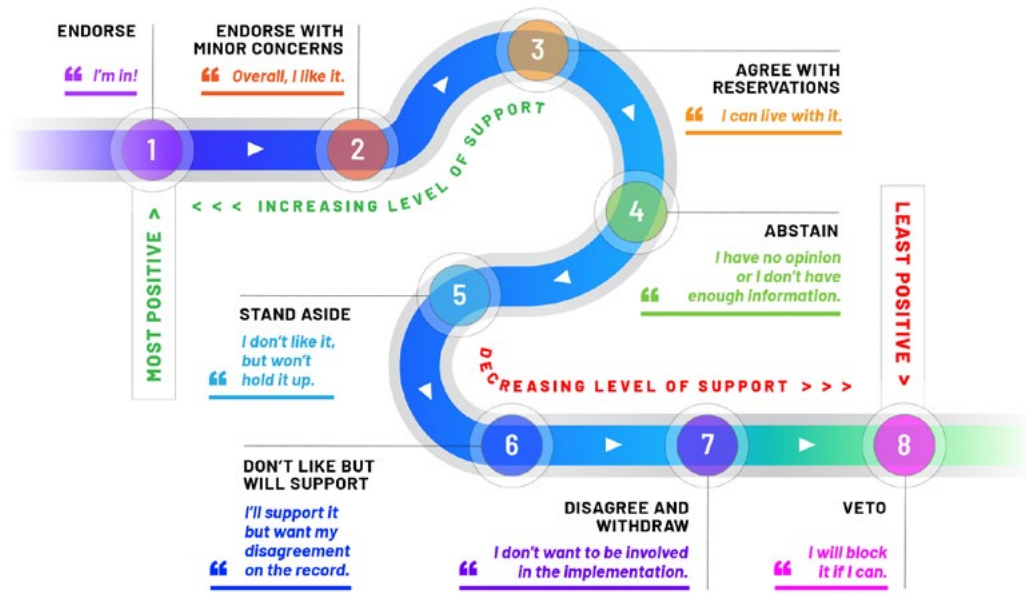 ENDORSE
“ I’m in!
1
ENDORSE WITH
MINOR CONCERNS
“ Overall, I like it.
2
3
AGREE WITH
RESERVATIONS
“ I can live with it.
< < < INCREASING LEVEL OF SUPPORT
MOST POSITIVE >
4
ABSTAIN
I have no opinion
or I don’t have
“ enough information.
LEAST POSITIVE >
5
STAND ASIDE
I don’t like it,
but won’t
“ hold it up.
DECREASING LEVEL OF SUPPORT > > >
6
DON’T LIKE BUT
WILL SUPPORT
I’ll support it
but want my
disagreement
“ on the record.
7
DISAGREE AND
WITHDRAW
I don’t want to be involved
“ in the implementation.
8
VETO
I will block
“ it if I can.